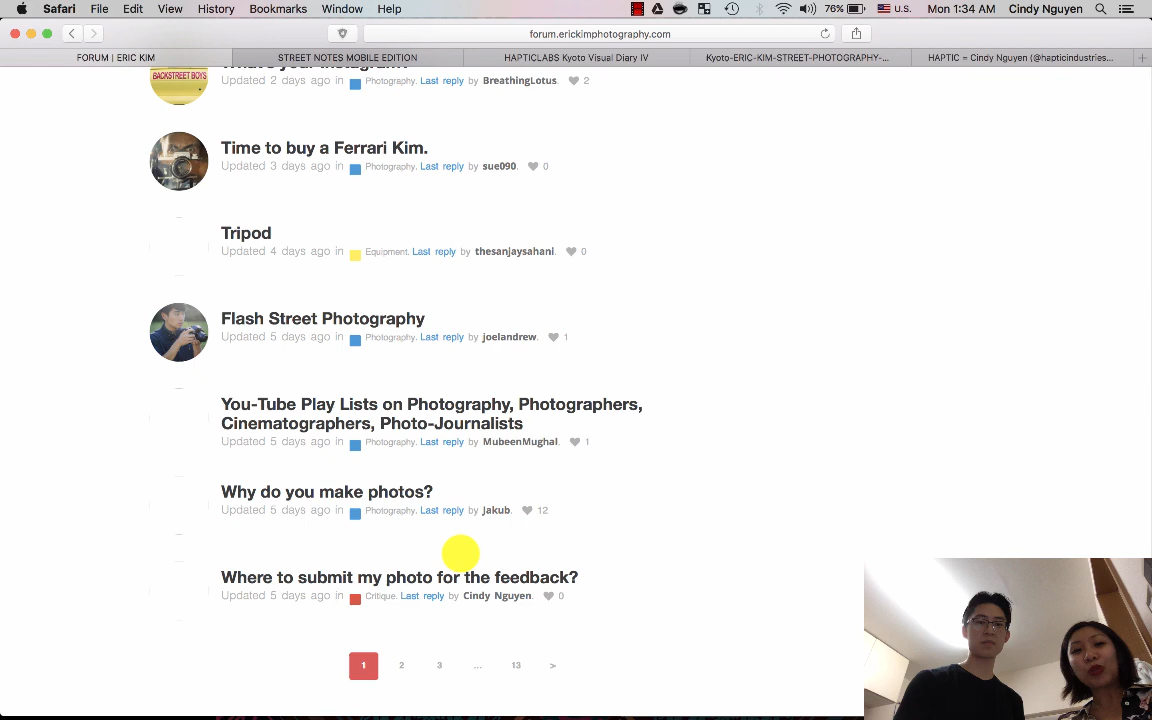 Safari File Edit View History Bookmarks Window Help 76% U.S. Mon 1:34 AM Cindy Nguyen
forum.erickimphotography.com
FORUM | ERIC KIM STREET NOTES MOBILE EDITION HAPTICLABS Kyoto Visual Diary IV Kyoto-ERIC-KIM-STREET-PHOTOGRAPHY-... HAPTIC = Cindy Nguyen (@hapticindustries...
BACKSTREET BOYS
Updated 2 days ago in Photography. Last reply by BreathingLotus. 2
Time to buy a Ferrari Kim.
Updated 3 days ago in Photography. Last reply by sue090. 0
Tripod
Updated 4 days ago in Equipment. Last reply by thesanjaysahani. 0
Flash Street Photography
Updated 5 days ago in Photography. Last reply by joelandrew. 1
You-Tube Play Lists on Photography, Photographers,
Cinematographers, Photo-Journalists
Updated 5 days ago in Photography. Last reply by MubeenMughal. 1
Why do you make photos?
Updated 5 days ago in Photography. Last reply by Jakub. 12
Where to submit my photo for the feedback?
Updated 5 days ago in Critique. Last reply by Cindy Nguyen. 0
1 2 3 ... 13 >